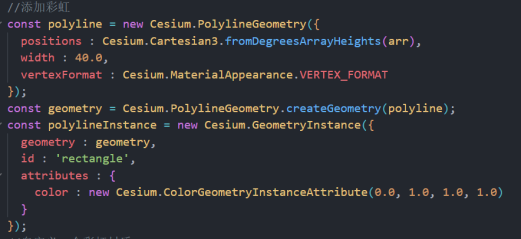 //添加彩虹
const polyline = new Cesium.PolylineGeometry({
positions : Cesium.Cartesian3.fromDegreesArrayHeights(arr),
width : 40.0,
vertexFormat : Cesium.MaterialAppearance.VERTEX_FORMAT
});
const geometry = Cesium.PolylineGeometry.createGeometry(polyline);
const polylineInstance = new Cesium.GeometryInstance({
geometry : geometry,
id : 'rectangle',
attributes : {
color : new Cesium.ColorGeometryInstanceAttribute(0.0, 1.0, 1.0, 1.0)
}
});